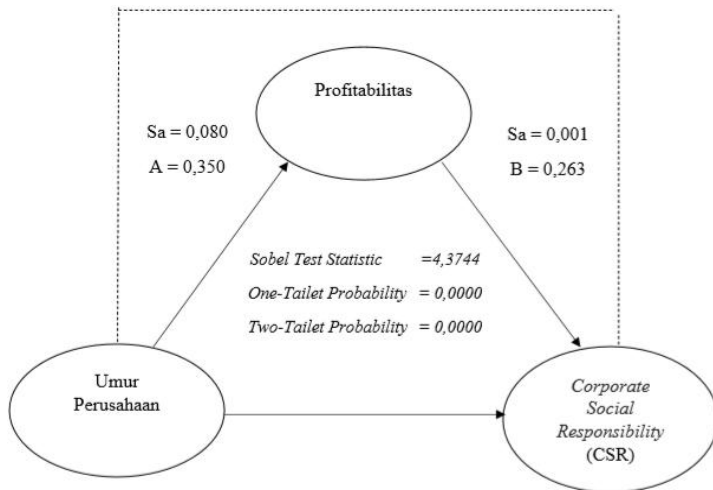 Profitabilitas
Sa = 0,080
A = 0,350
Sa = 0,001
B = 0,263
Sobel Test Statistic =4,3744
One-Tailet Probability = 0,0000
Two-Tailet Probability = 0,0000
Umur
Perusahaan
Corporate
Social
Responsibility
(CSR)